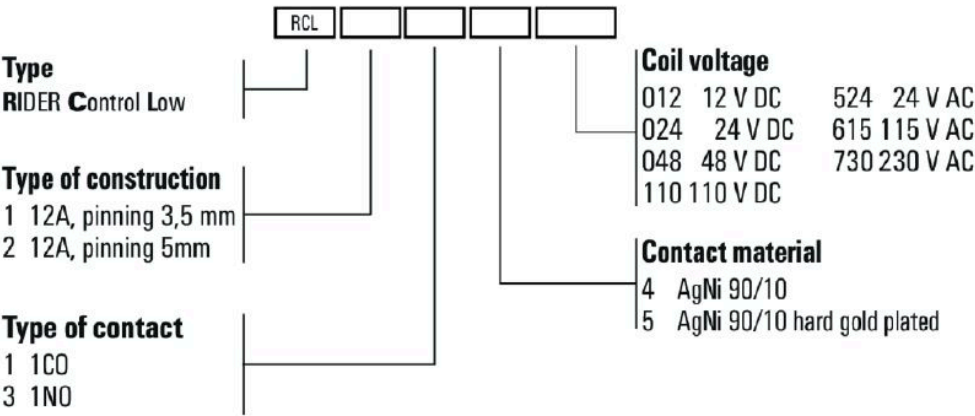 RCL
Type
RIDER Control Low
Type of construction
1 12A, pinning 3,5 mm
2 12A, pinning 5mm
Type of contact
1 1CO
3 1NO
Coil voltage
012 12 V DC 524 24 V AC
024 24 V DC 615 115 V AC
048 48 V DC 730 230 V AC
110 110 V DC
Contact material
4 AgNi 90/10
5 AgNi 90/10 hard gold plated